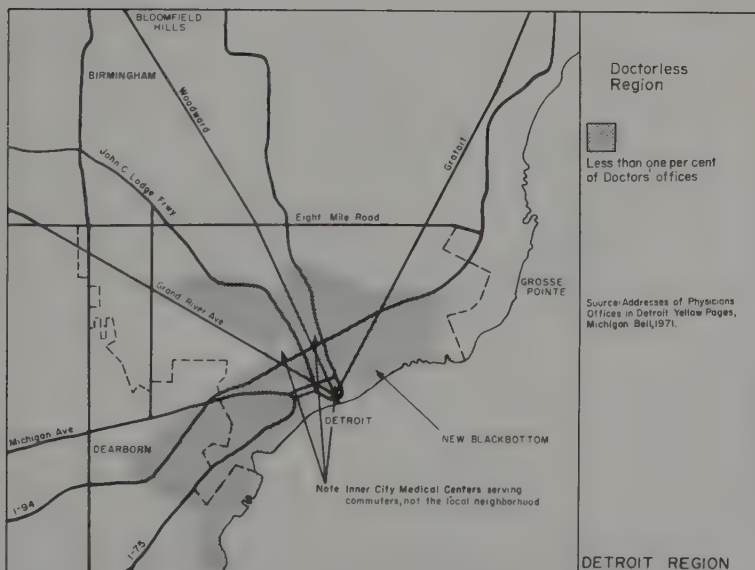 BLOOMFIELD
HILLS
BIRMINGHAM
Woodward
Gratoit
John C. Lodge Frwy
Eight Mile Road
Grand River Ave
GROSSE
POINTE
DETROIT
NEW BLACKBOTTOM
Michigan Ave
DEARBORN
I-94
I-75
Note Inner City Medical Centers serving
commuters, not the local neighborhood
Doctorless
Region
Less than one per cent
of Doctors' offices
Source: Addresses of Physicians
Offices in Detroit Yellow Pages,
Michigan Bell, 1971.
DETROIT REGION